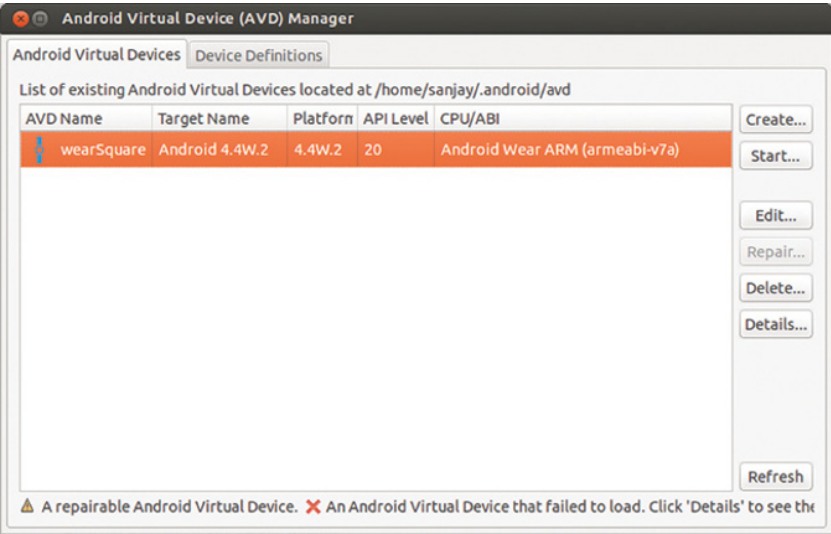 Android Virtual Device (AVD) Manager
Android Virtual Devices
Device Definitions
List of existing Android Virtual Devices located at /home/sanjay/.android/avd
AVD Name Target Name Platform API Level CPU/ABI
wearSquare Android 4.4W.2 4.4W.2 20 Android Wear ARM (armeabi-v7a)
Create...
Start...
Edit...
Repair...
Delete...
Details...
Refresh
A repairable Android Virtual Device. An Android Virtual Device that failed to load. Click 'Details' to see the